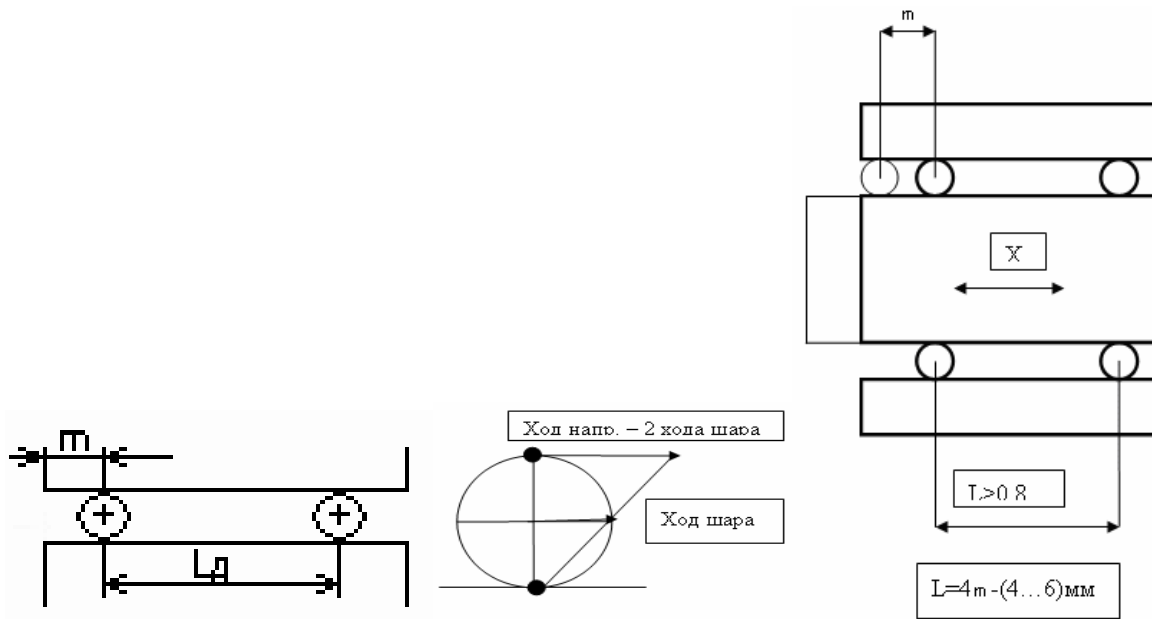 m
m
Lд
Ход напр. – 2 хода шара
Ход шара
X
L>0.8
L=4m-(4...6)мм